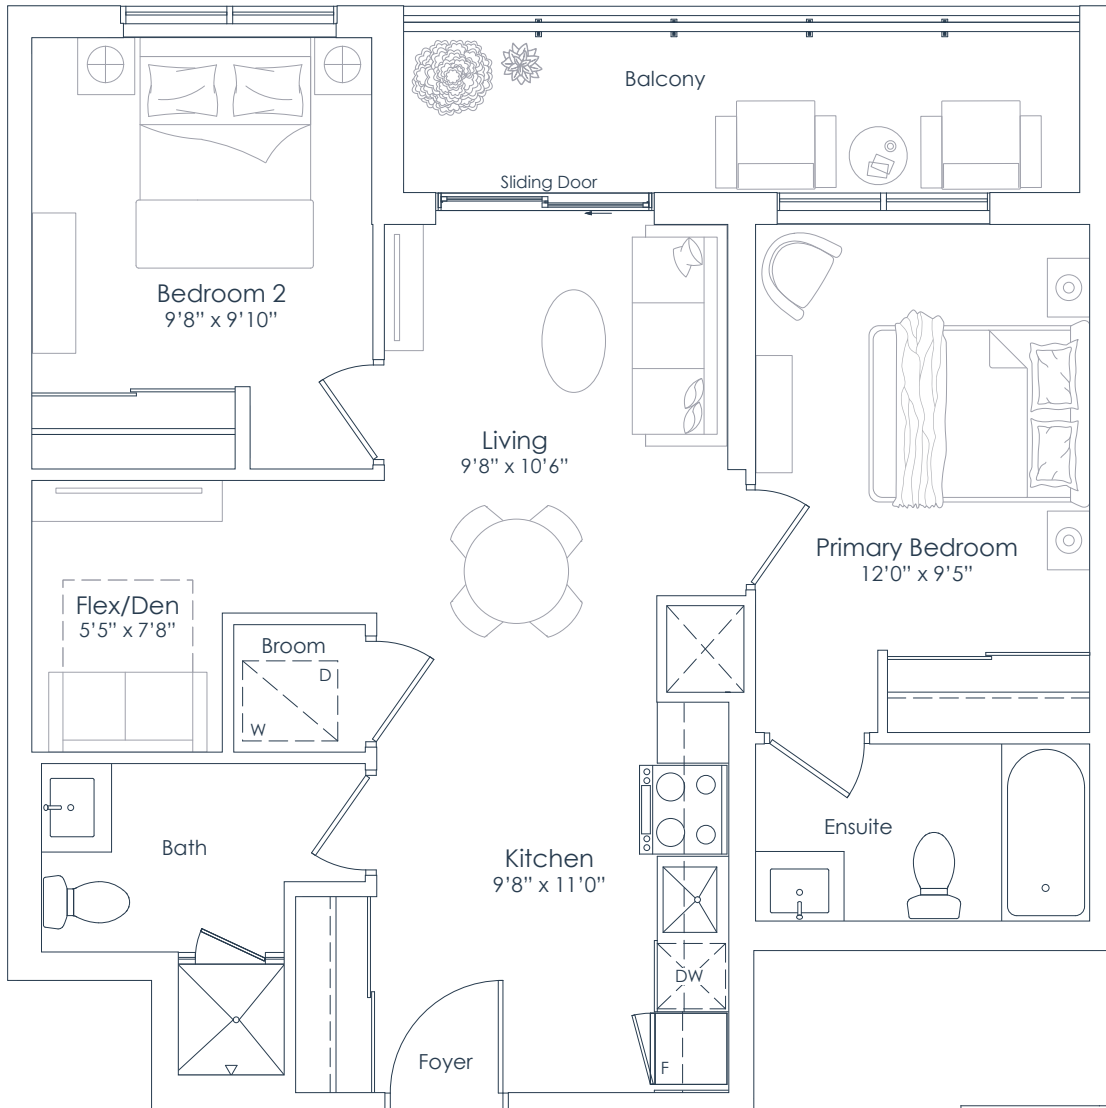 Balcony
Sliding Door
Bedroom 2
9’8” x 9’10”
Living
9’8” x 10’6”
Primary Bedroom
12’0” x 9’5”
Flex/Den
5’5” x 7’8”
Broom
D
W
Ensuite
Bath
Kitchen
9’8” x 11’0”
DW
Foyer
F